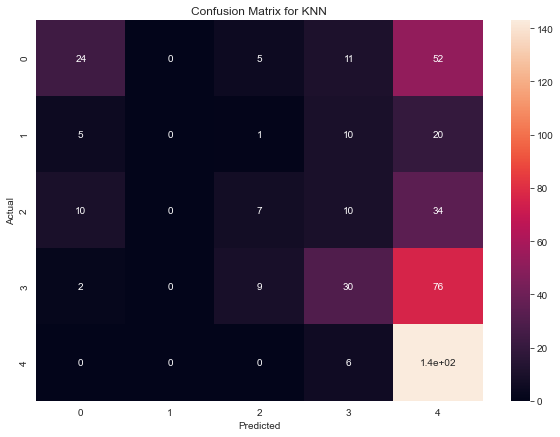 Confusion Matrix for KNN
140
0 24 0 5 11 52
120
1 5 0 1 10 20
100
80
Actual
2 10 0 7 10 34
60
3 2 0 9 30 76
40
20
4 0 0 0 6 1.4e+02
0
0 1 2 3 4
Predicted